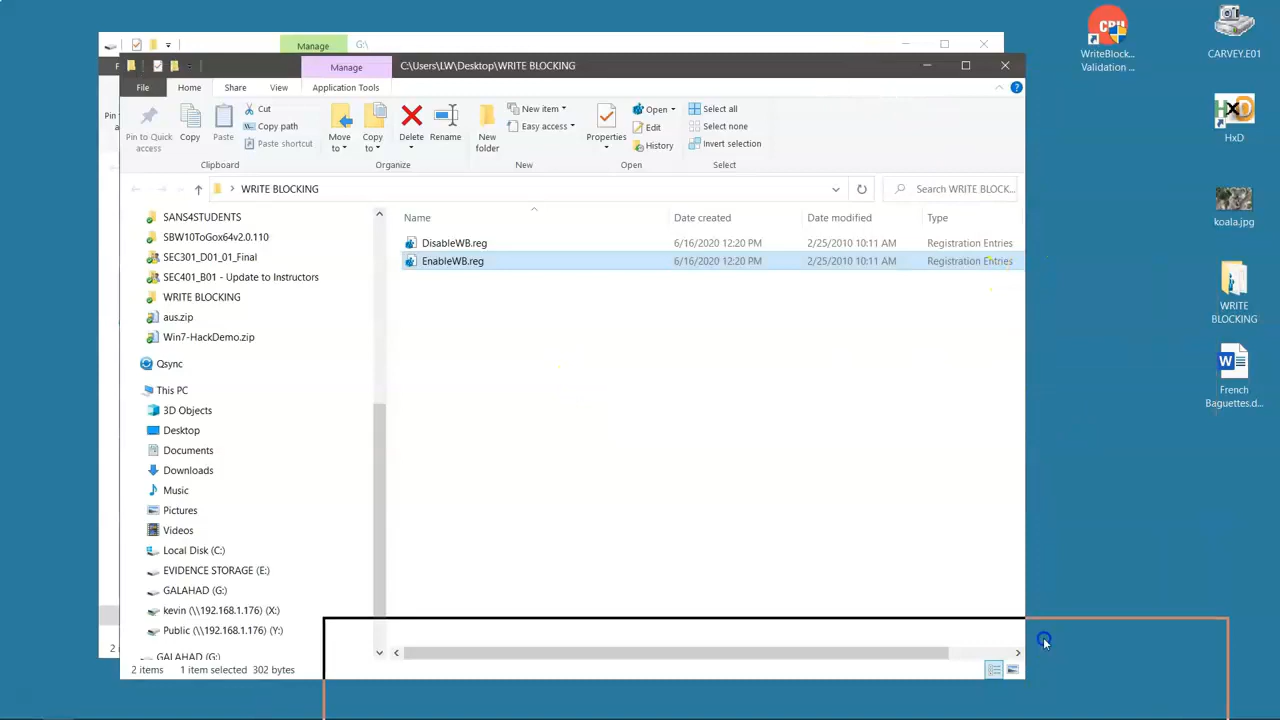 Manage
G:\
Manage
C:\Users\LW\Desktop\WRITE BLOCKING
File
Home
Share
View
Application Tools
Pin to Quick access
Copy
Paste
Cut
Copy path
Paste shortcut
Clipboard
Move to
Copy to
Delete
Rename
Organize
New folder
New item
Easy access
New
Properties
Open
Edit
History
Open
Select all
Select none
Invert selection
Select
WRITE BLOCKING
Search WRITE BLOCK...
SANS4STUDENTS
SBW10ToGox64v2.0.110
SEC301_D01_01_Final
SEC401_B01 - Update to Instructors
WRITE BLOCKING
aus.zip
Win7-HackDemo.zip
Qsync
This PC
3D Objects
Desktop
Documents
Downloads
Music
Pictures
Videos
Local Disk (C:)
EVIDENCE STORAGE (E:)
GALAHAD (G:)
kevin (\\192.168.1.176) (X:)
Public (\\192.168.1.176) (Y:)
GALAHAD (G:)
Name
Date created
Date modified
Type
DisableWB.reg
6/16/2020 12:20 PM
2/25/2010 10:11 AM
Registration Entries
EnableWB.reg
6/16/2020 12:20 PM
2/25/2010 10:11 AM
Registration Entries
2 items
1 item selected
302 bytes
CPU
WriteBlock...
Validation ...
CARVEY.E01
HxD
koala.jpg
WRITE
BLOCKING
French
Baguettes.d...